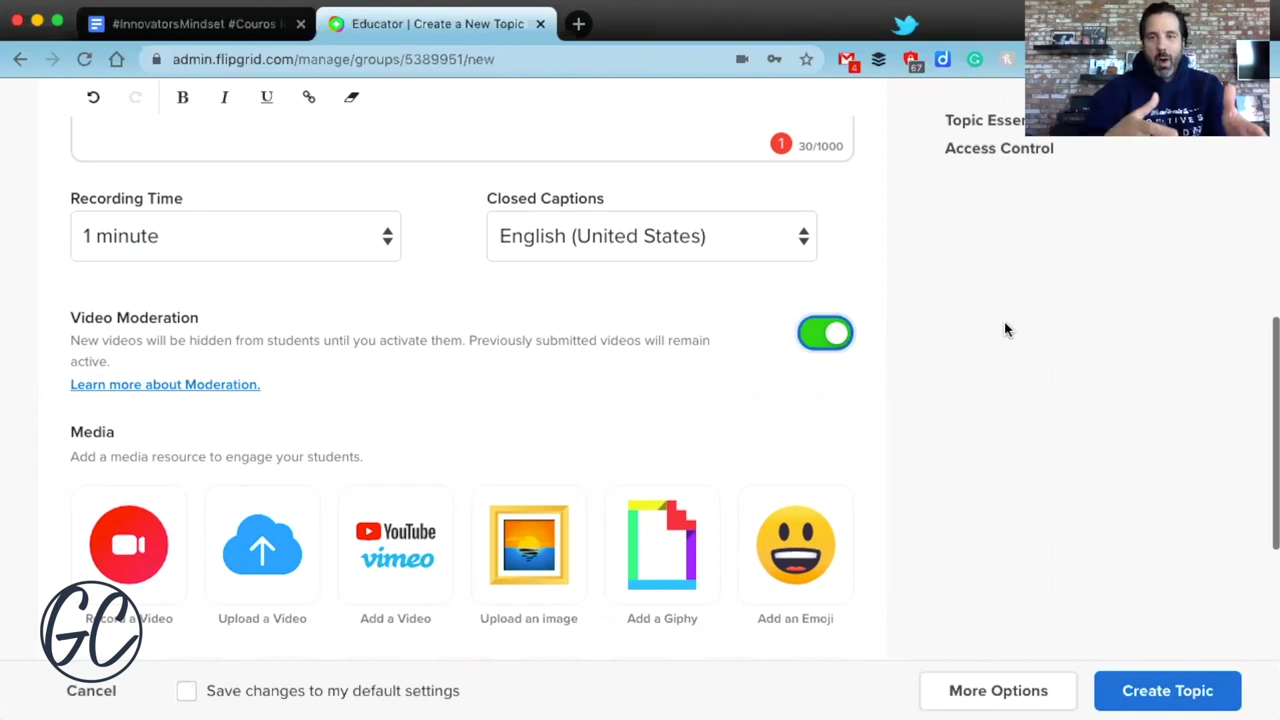 #InnovatorsMindset #Couros I
Educator | Create a New Topic
admin.flipgrid.com/manage/groups/5389951/new
4
67
d
B I U
Topic Essen
Access Control
1 30/1000
Recording Time
Closed Captions
1 minute
English (United States)
Video Moderation
New videos will be hidden from students until you activate them. Previously submitted videos will remain
active.
Learn more about Moderation.
Media
Add a media resource to engage your students.
YouTube
vimeo
Record a Video
Upload a Video
Add a Video
Upload an image
Add a Giphy
Add an Emoji
GC
Cancel
Save changes to my default settings
More Options
Create Topic